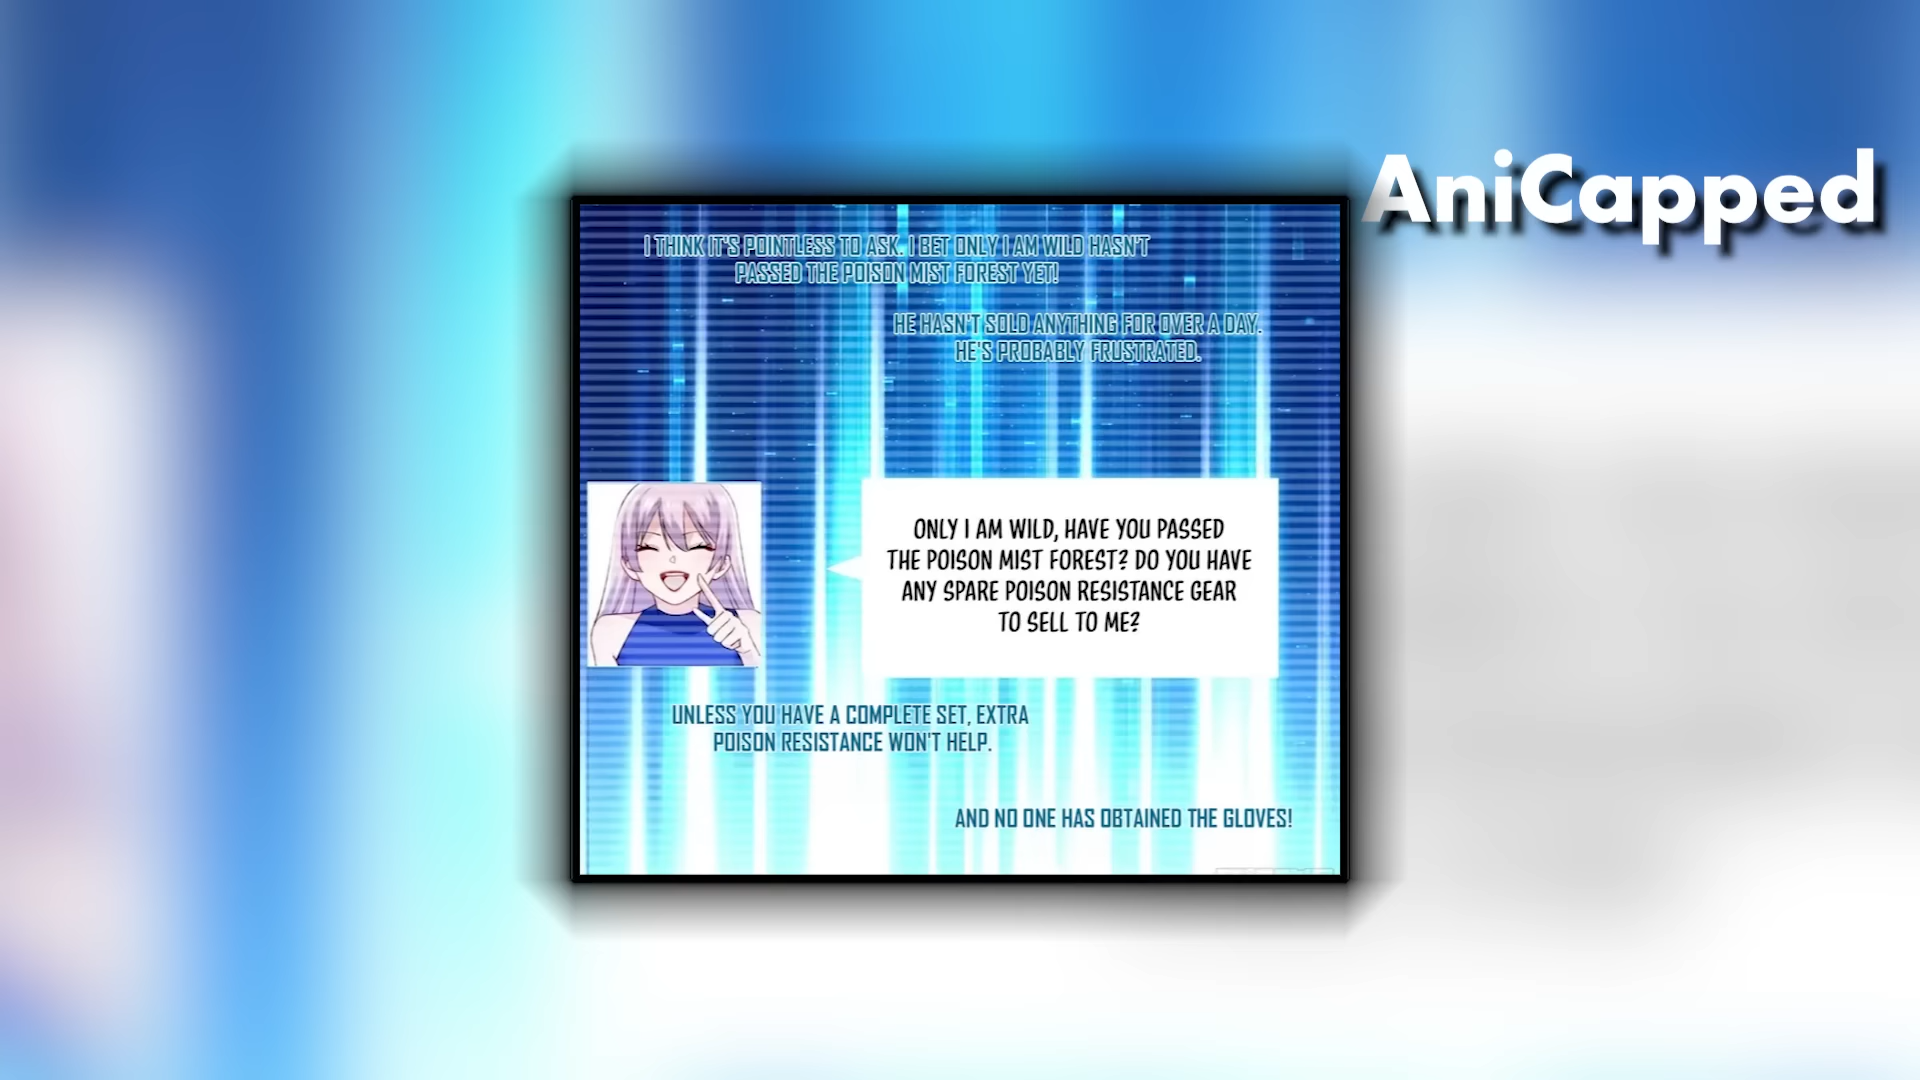 AniCapped
I THINK IT'S POINTLESS TO ASK. I BET ONLY I AM WILD HASN'T
PASSED THE POISON MIST FOREST YET!
HE HASN'T SOLD ANYTHING FOR OVER A DAY.
HE'S PROBABLY FRUSTRATED.
ONLY I AM WILD, HAVE YOU PASSED
THE POISON MIST FOREST? DO YOU HAVE
ANY SPARE POISON RESISTANCE GEAR
TO SELL TO ME?
UNLESS YOU HAVE A COMPLETE SET, EXTRA
POISON RESISTANCE WON'T HELP.
AND NO ONE HAS OBTAINED THE GLOVES!